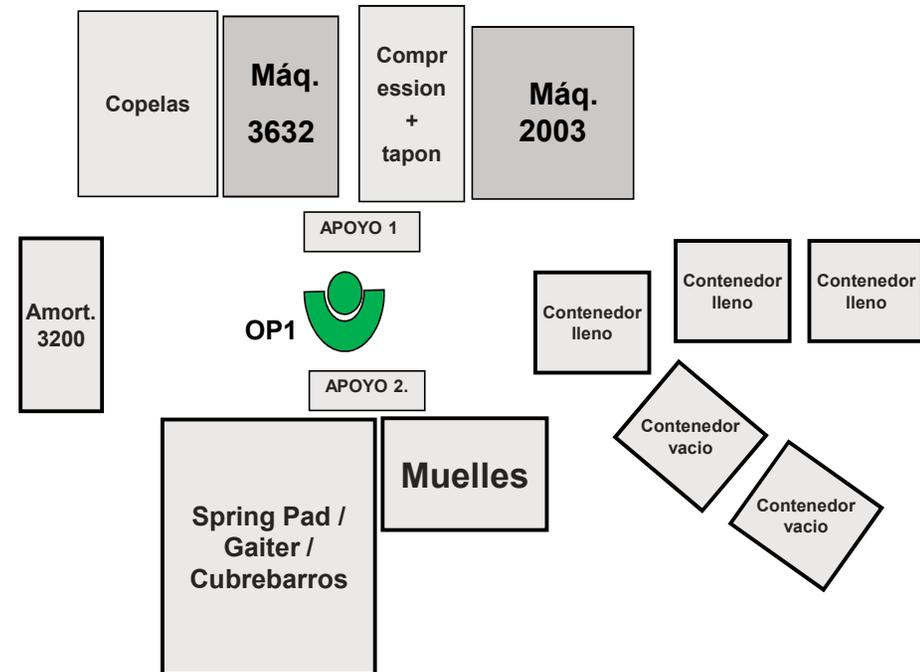 Copelas
Máq.
3632
Compr
ession
+
tapon
Máq.
2003
APOYO 1
Amort.
3200
OP1
Contenedor
lleno
Contenedor
lleno
Contenedor
lleno
APOYO 2.
Contenedor
vacio
Contenedor
vacio
Muelles
Spring Pad /
Gaiter /
Cubrebarros